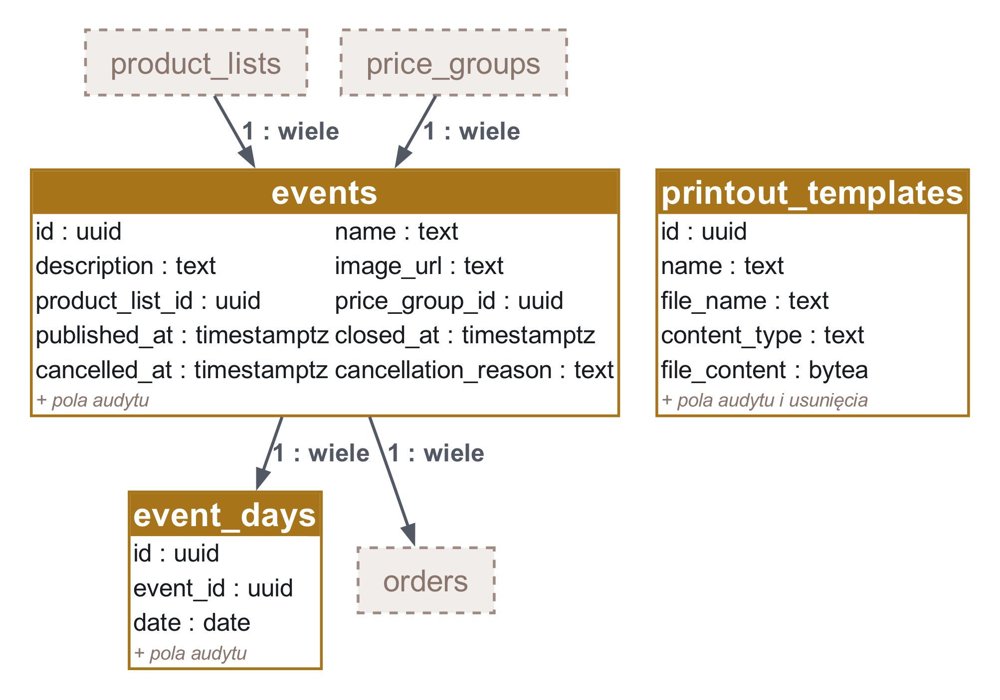 product_lists
price_groups
1 : wiele
1 : wiele
events
id : uuid
name : text
description : text
image_url : text
product_list_id : uuid
price_group_id : uuid
published_at : timestamptz
closed_at : timestamptz
cancelled_at : timestamptz
cancellation_reason : text
+ pola audytu
printout_templates
id : uuid
name : text
file_name : text
content_type : text
file_content : bytea
+ pola audytu i usunięcia
1 : wiele
1 : wiele
event_days
id : uuid
event_id : uuid
date : date
+ pola audytu
orders